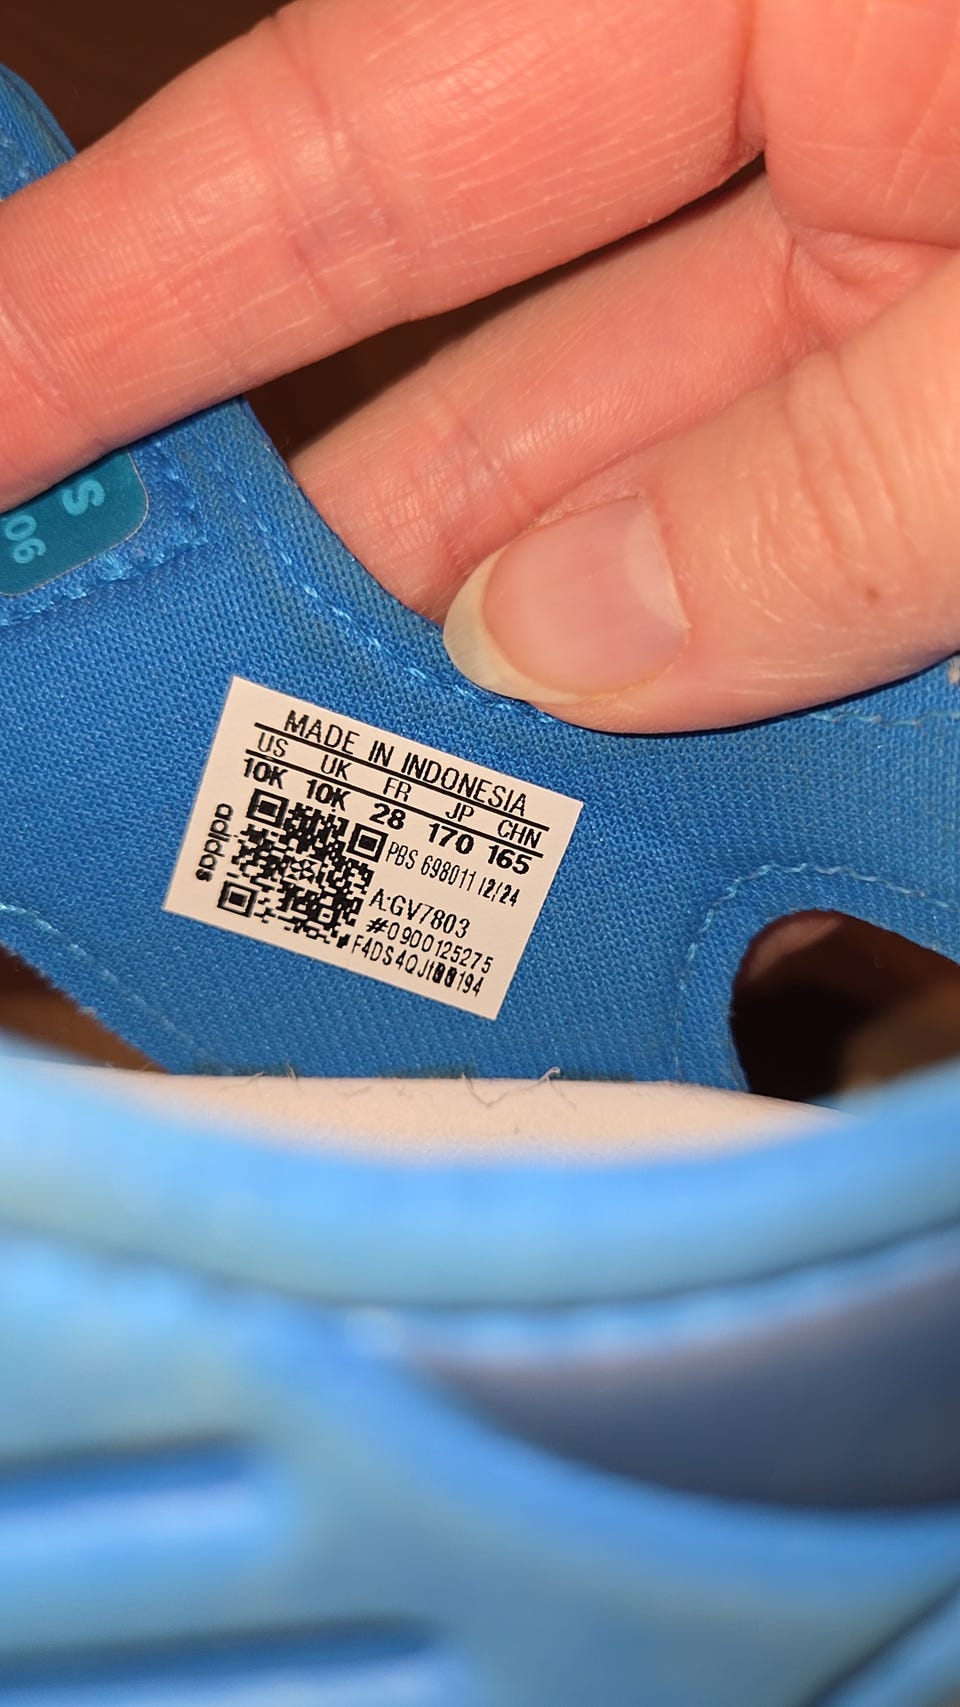 S
.06
MADE IN INDONESIA
US UK FR JP CHN
10K 10K 28 170 165
adidas
PBS 698011 12/24
A:GV7803
#0900125275